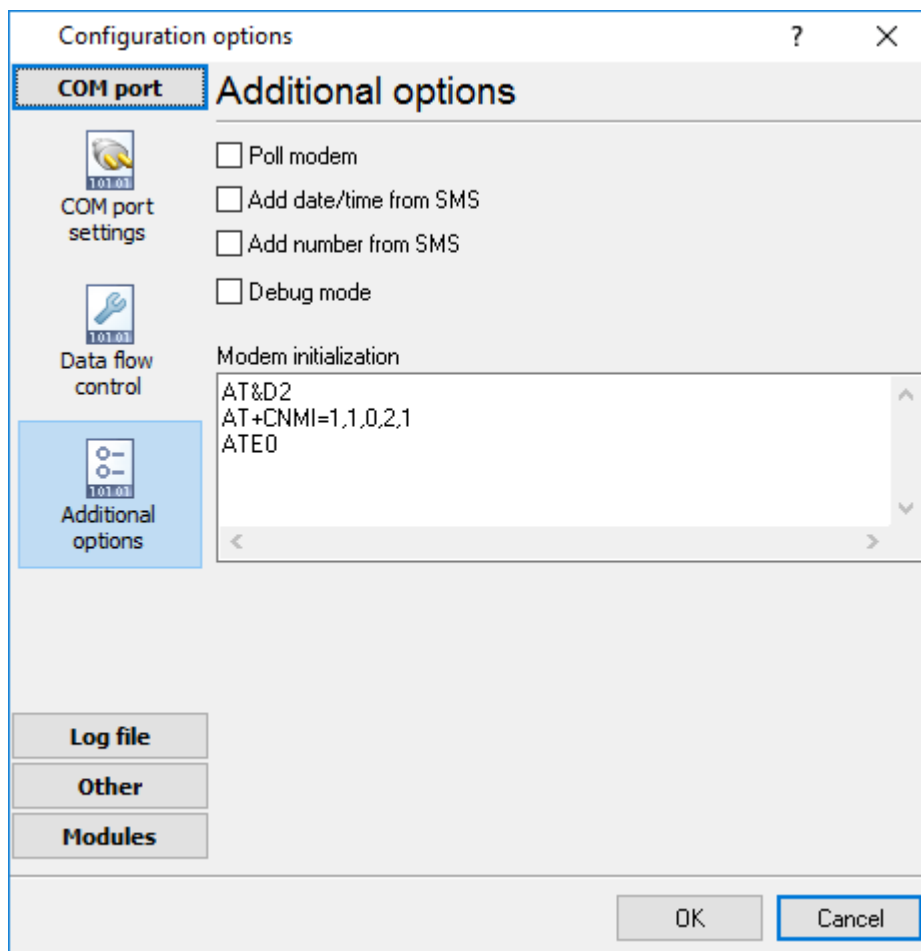 Configuration options
?
COM port
Additional options
101.01
COM port
settings
101.01
Data flow
control
101.01
Additional
options
Poll modem
Add date/time from SMS
Add number from SMS
Debug mode
Modem initialization
AT&D2
AT+CNMI=1,1,0,2,1
ATE0
Log file
Other
Modules
OK
Cancel